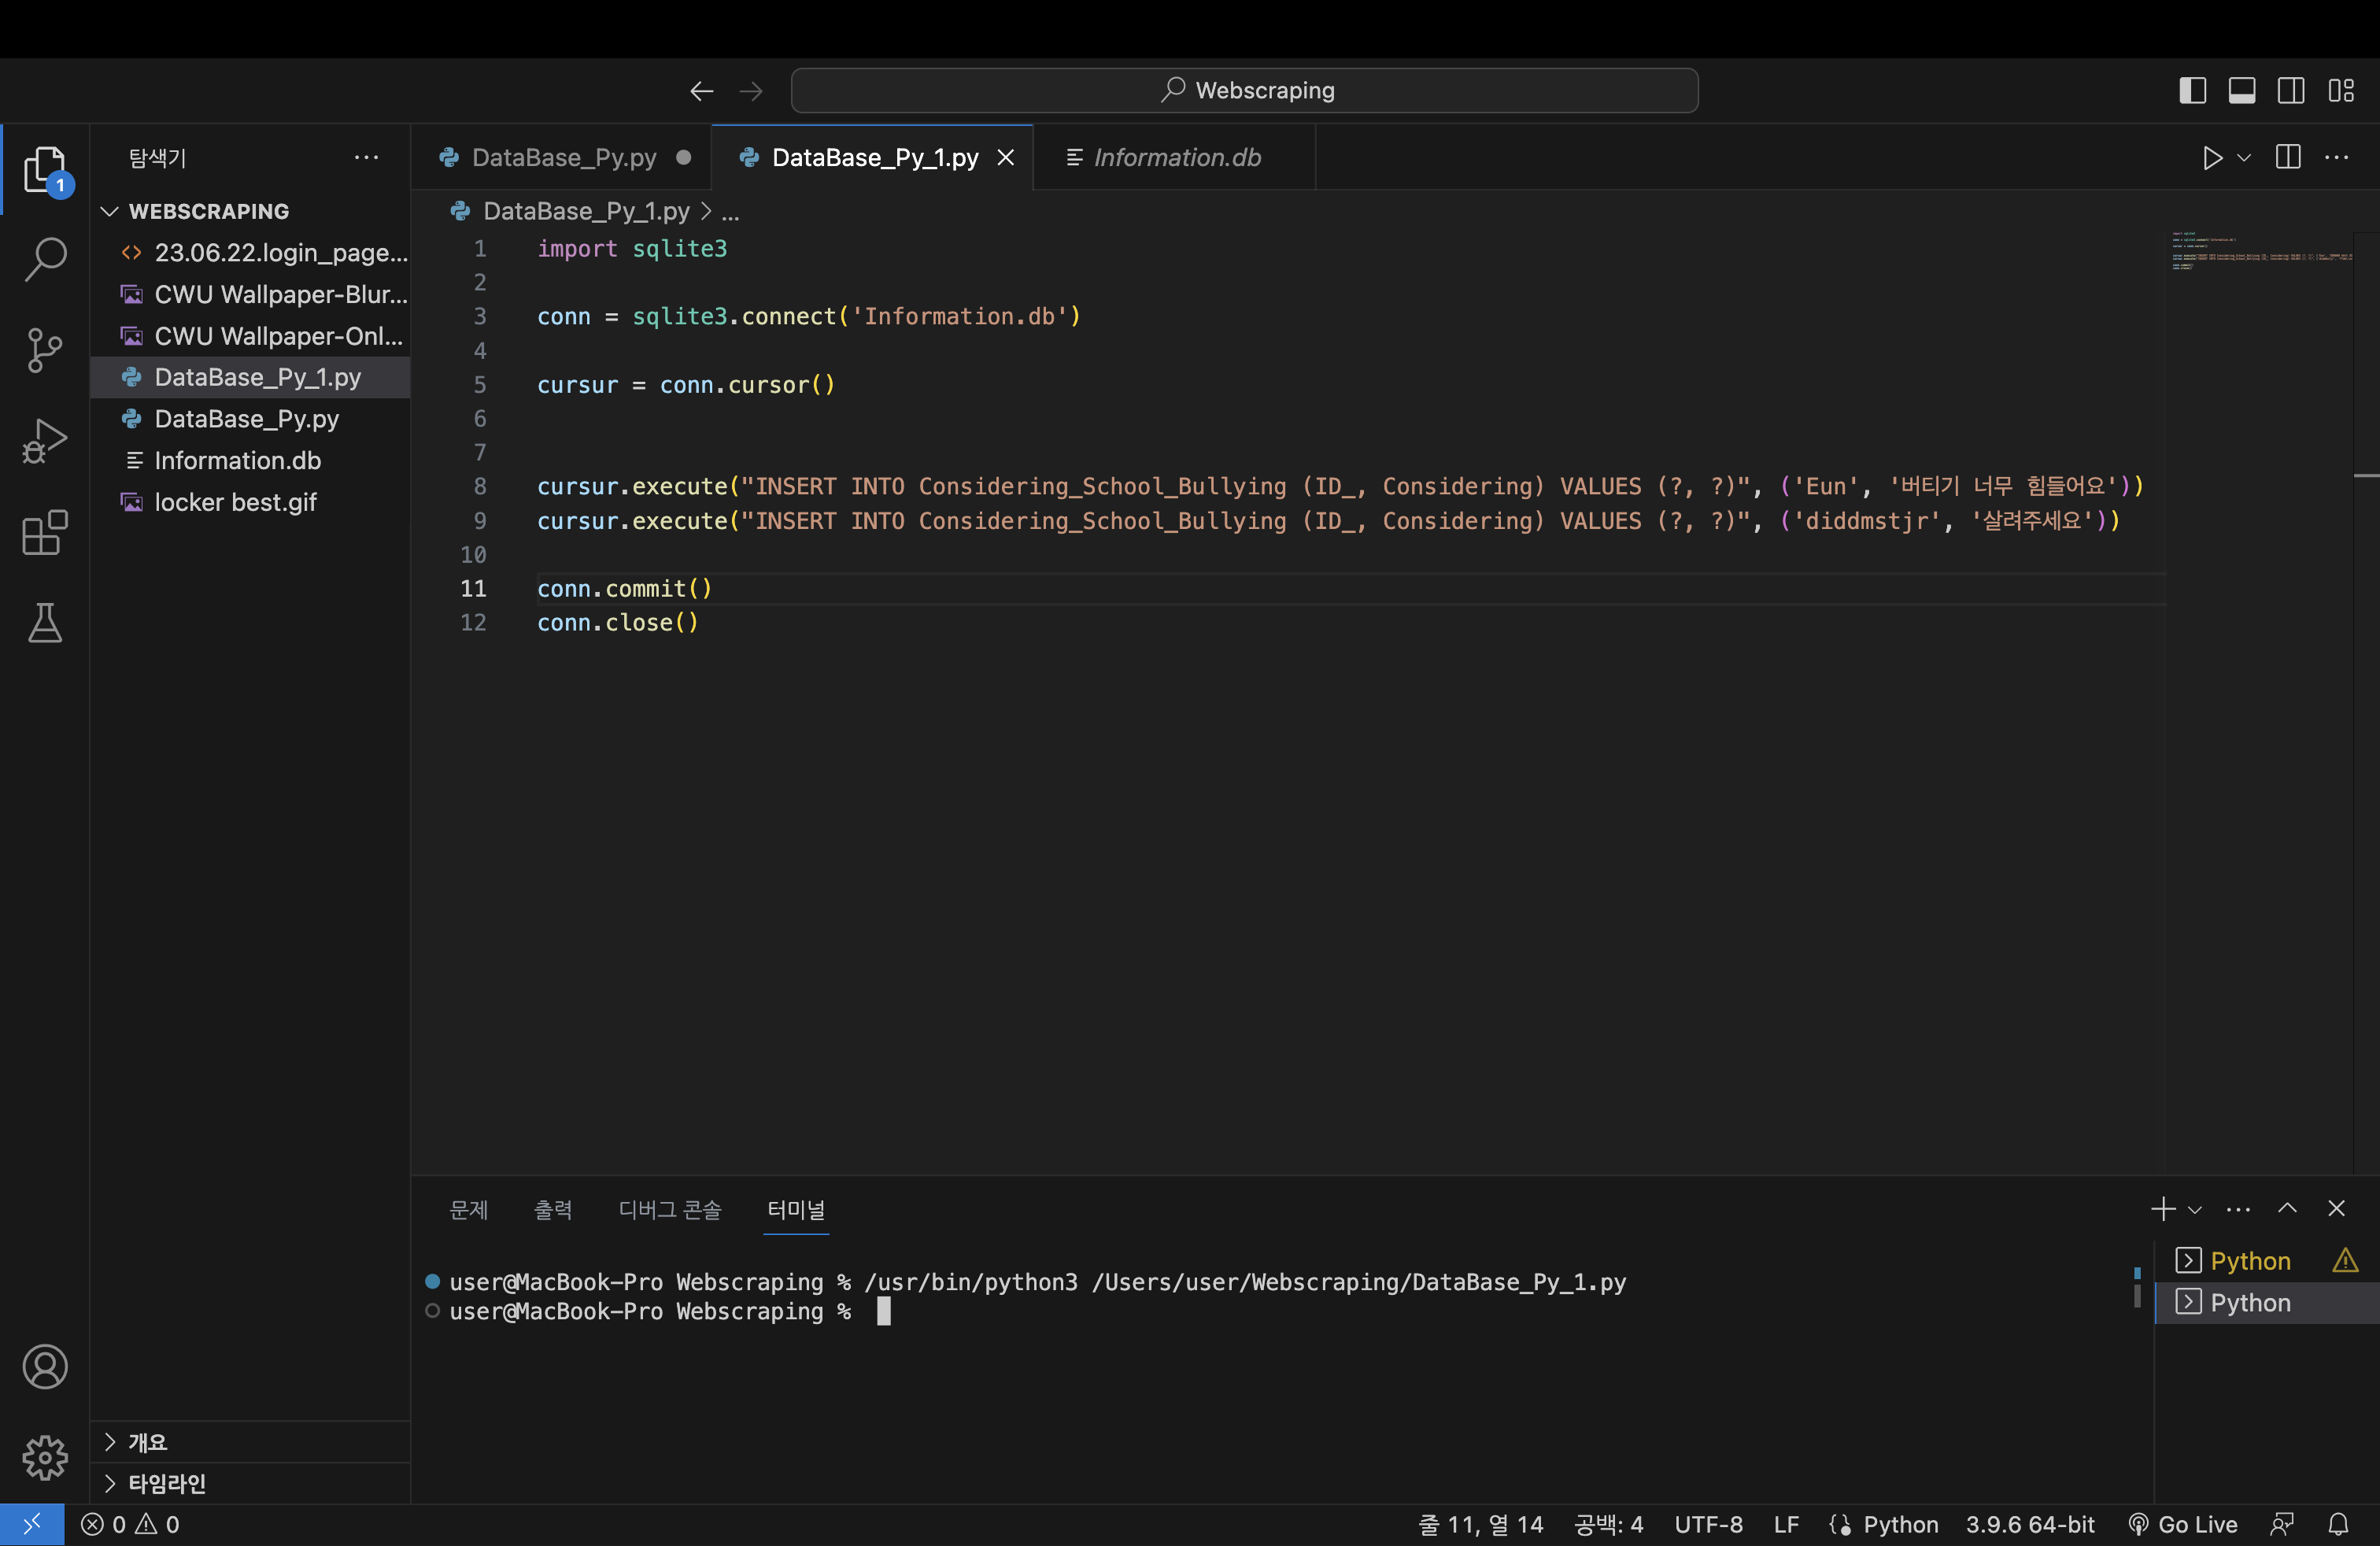 Webscraping
탐색기
1
WEBSCRAPING
23.06.22.login_page...
CWU Wallpaper-Blur...
CWU Wallpaper-Onl...
DataBase_Py_1.py
DataBase_Py.py
Information.db
locker best.gif
개요
타임라인
DataBase_Py.py
DataBase_Py_1.py
Information.db
DataBase_Py_1.py > ...
1 import sqlite3
2
3 conn = sqlite3.connect('Information.db')
4
5 cursur = conn.cursor()
6
7
8 cursur.execute("INSERT INTO Considering_School_Bullying (ID_, Considering) VALUES (?, ?)", ('Eun', '버티기 너무 힘들어요'))
9 cursur.execute("INSERT INTO Considering_School_Bullying (ID_, Considering) VALUES (?, ?)", ('diddmstjr', '살려주세요'))
10
11 conn.commit()
12 conn.close()
문제 출력 디버그 콘솔 터미널
user@MacBook-Pro Webscraping % /usr/bin/python3 /Users/user/Webscraping/DataBase_Py_1.py
user@MacBook-Pro Webscraping %
Python
Python
0 0
줄 11, 열 14 공백: 4 UTF-8 LF Python 3.9.6 64-bit Go Live